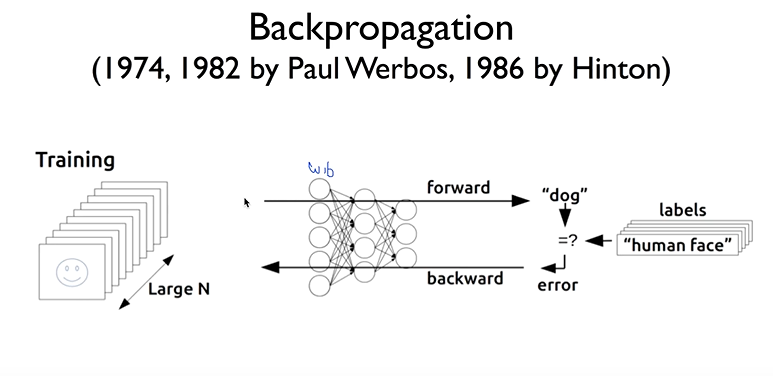 Backpropagation
(1974, 1982 by Paul Werbos, 1986 by Hinton)
Training
w,b
forward
"dog"
labels
=?
"human face"
Large N
backward
error